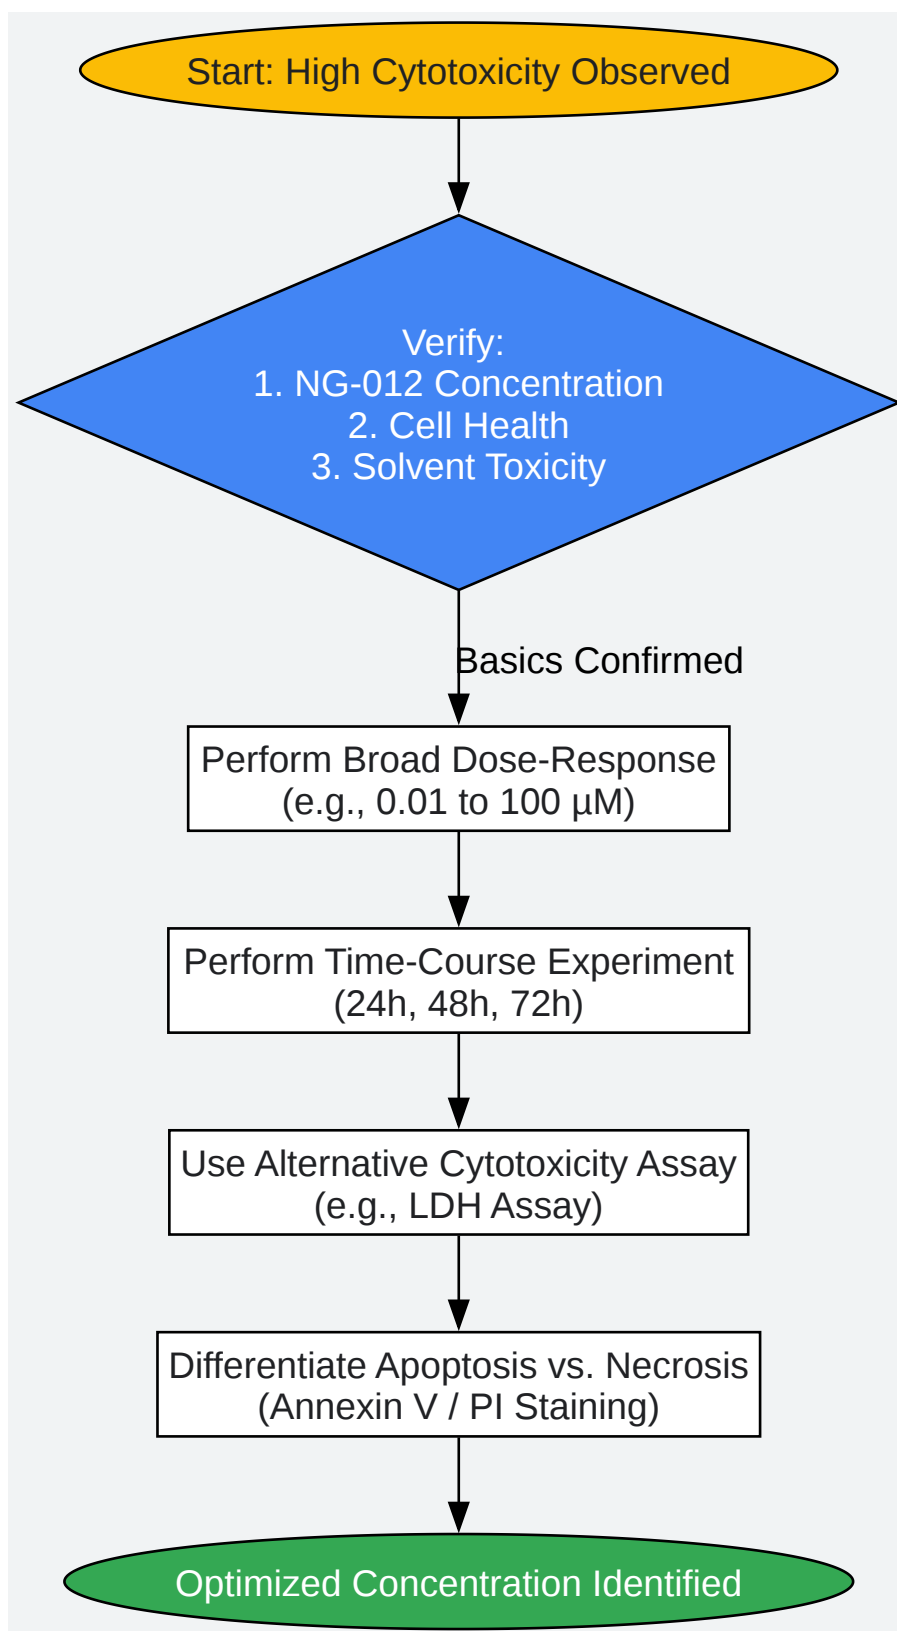 Start: High Cytotoxicity Observed
Verify:
1. NG-012 Concentration
2. Cell Health
3. Solvent Toxicity
Basics Confirmed
Perform Broad Dose-Response
(e.g., 0.01 to 100 µM)
Perform Time-Course Experiment
(24h, 48h, 72h)
Use Alternative Cytotoxicity Assay
(e.g., LDH Assay)
Differentiate Apoptosis vs. Necrosis
(Annexin V / PI Staining)
Optimized Concentration Identified